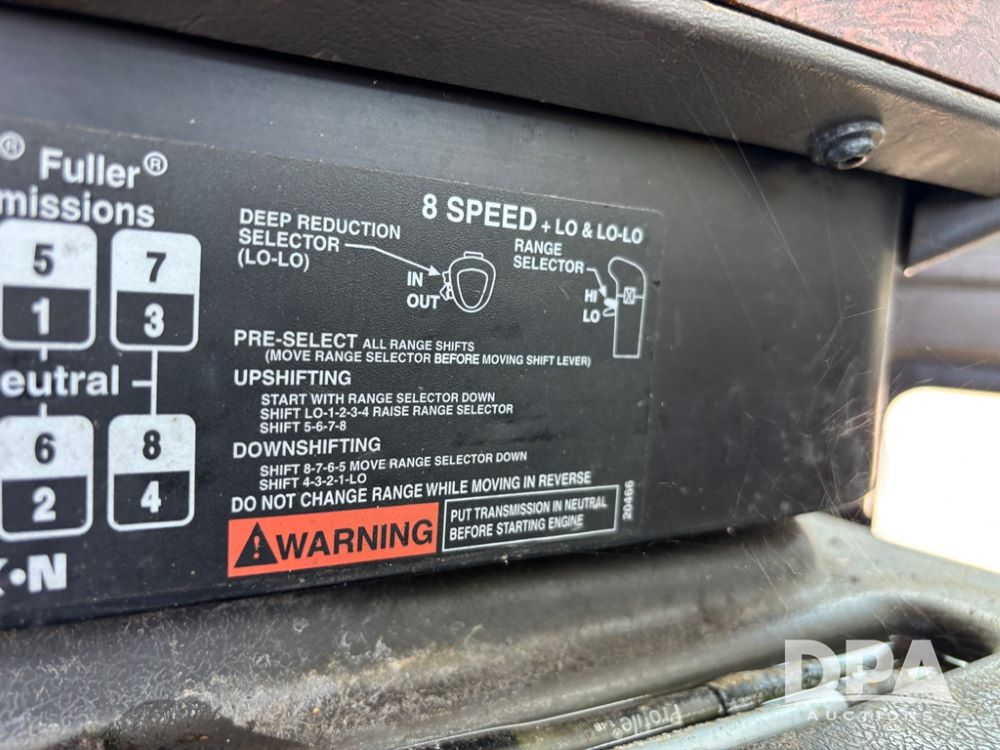 ® Fuller®
missions
5 7
1 3
eutral
6 8
2 4
N
8 SPEED + LO & LO-LO
DEEP REDUCTION
SELECTOR
(LO-LO)
IN
OUT
RANGE
SELECTOR
HI
LO
PRE-SELECT ALL RANGE SHIFTS
(MOVE RANGE SELECTOR BEFORE MOVING SHIFT LEVER)
UPSHIFTING
START WITH RANGE SELECTOR DOWN
SHIFT LO-1-2-3-4 RAISE RANGE SELECTOR
SHIFT 5-6-7-8
DOWNSHIFTING
SHIFT 8-7-6-5 MOVE RANGE SELECTOR DOWN
SHIFT 4-3-2-1-LO
DO NOT CHANGE RANGE WHILE MOVING IN REVERSE
WARNING
PUT TRANSMISSION IN NEUTRAL
BEFORE STARTING ENGINE
20466
Profile
DPA
AUCTIONS